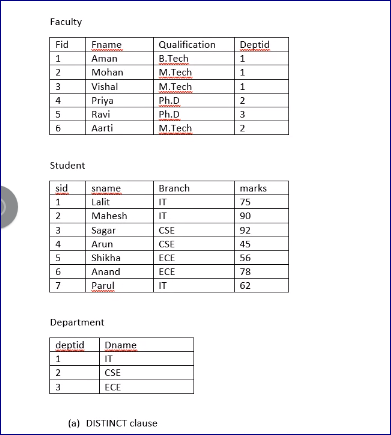 Faculty
Fid Fname Qualification Deptid
1 Aman B.Tech 1
2 Mohan M.Tech 1
3 Vishal M.Tech 1
4 Priya Ph.D 2
5 Ravi Ph.D 3
6 Aarti M.Tech 2
Student
sid sname Branch marks
1 Lalit IT 75
2 Mahesh IT 90
3 Sagar CSE 92
4 Arun CSE 45
5 Shikha ECE 56
6 Anand ECE 78
7 Parul IT 62
Department
deptid Dname
1 IT
2 CSE
3 ECE
(a) DISTINCT clause